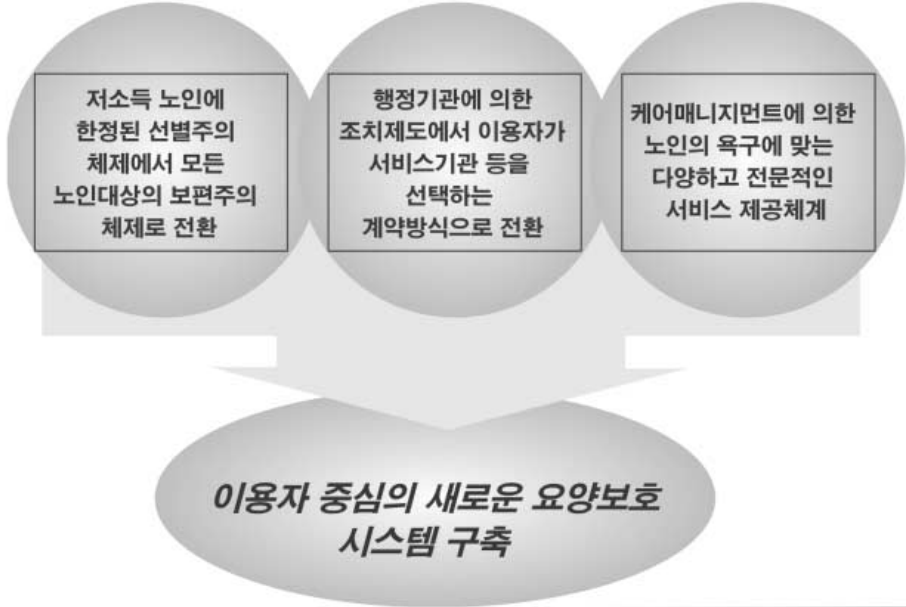 저소득 노인에
한정된 선별주의
체제에서 모든
노인대상의 보편주의
체제로 전환
행정기관에 의한
조치제도에서 이용자가
서비스기관 등을
선택하는
계약방식으로 전환
케어매니지먼트에 의한
노인의 욕구에 맞는
다양하고 전문적인
서비스 제공체계
이용자 중심의 새로운 요양보호
시스템 구축